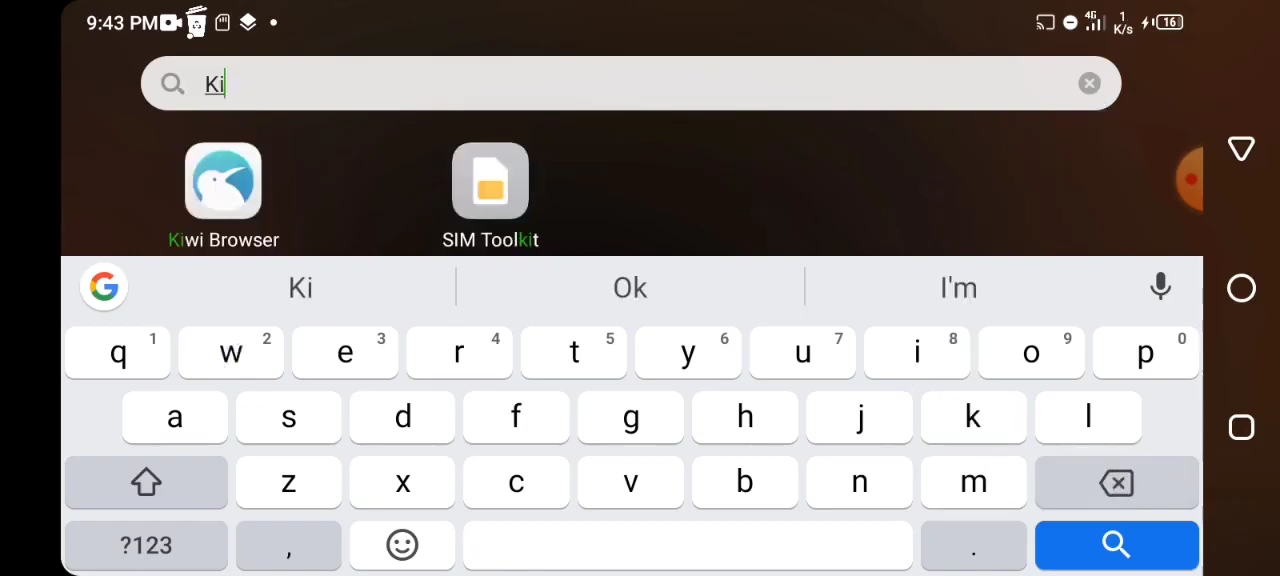 9:43 PM 4G 1 K/s 16
Ki
Kiwi Browser SIM Toolkit
G Ki Ok I'm
q 1 w 2 e 3 r 4 t 5 y 6 u 7 i 8 o 9 p 0
a s d f g h j k l
z x c v b n m
?123 , .